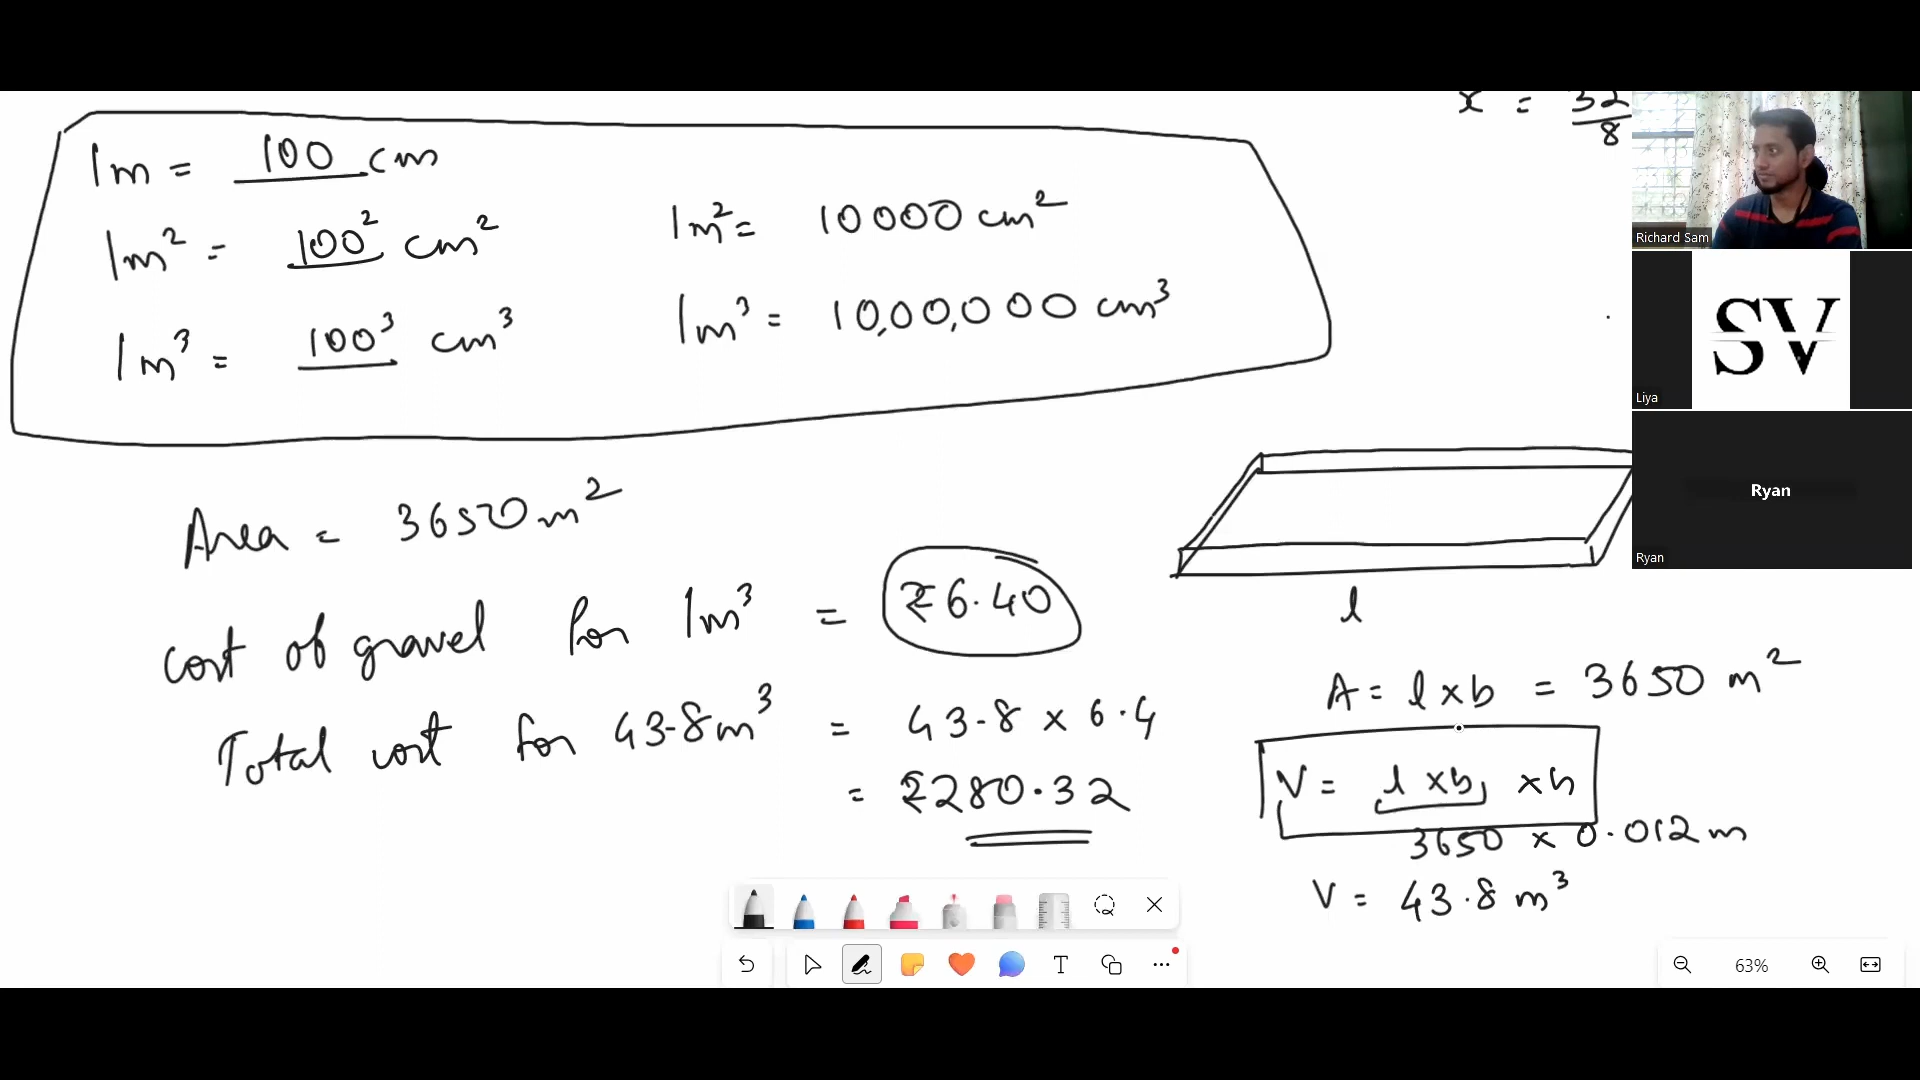 1m = 100 cm
1m² = 100² cm²
1m³ = 100³ cm³
1m² = 10000 cm²
1m³ = 10,00,000 cm³
Area = 3650 m²
cost of gravel for 1m³ = ₹6.40
Total cost for 43.8m³ = 43.8 x 6.4
= ₹280.32
x = 32/8
l
A = l x b = 3650 m²
V = l x b x h
3650 x 0.012 m
V = 43.8 m³
Richard Sam
SV
Liya
Ryan
Ryan
T
63%